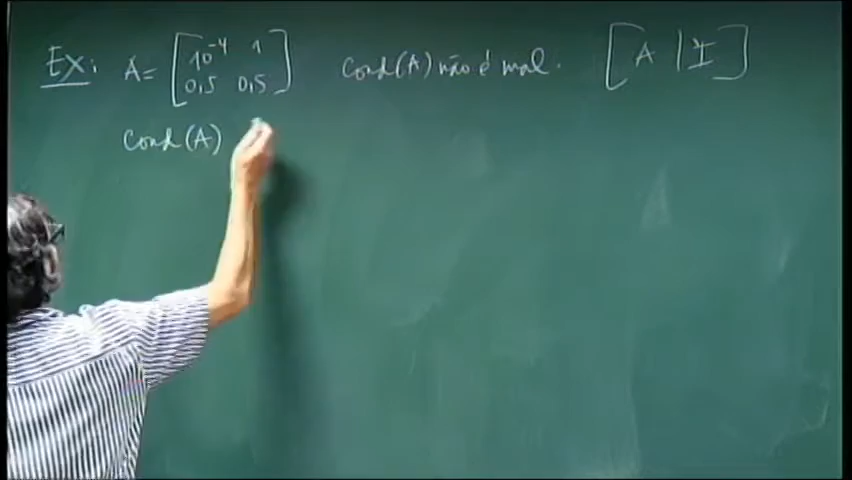 Ex: A = [10⁻⁴ 1
0,5 0,5]
Cond(A) não é mal.
[A | I]
Cond(A)